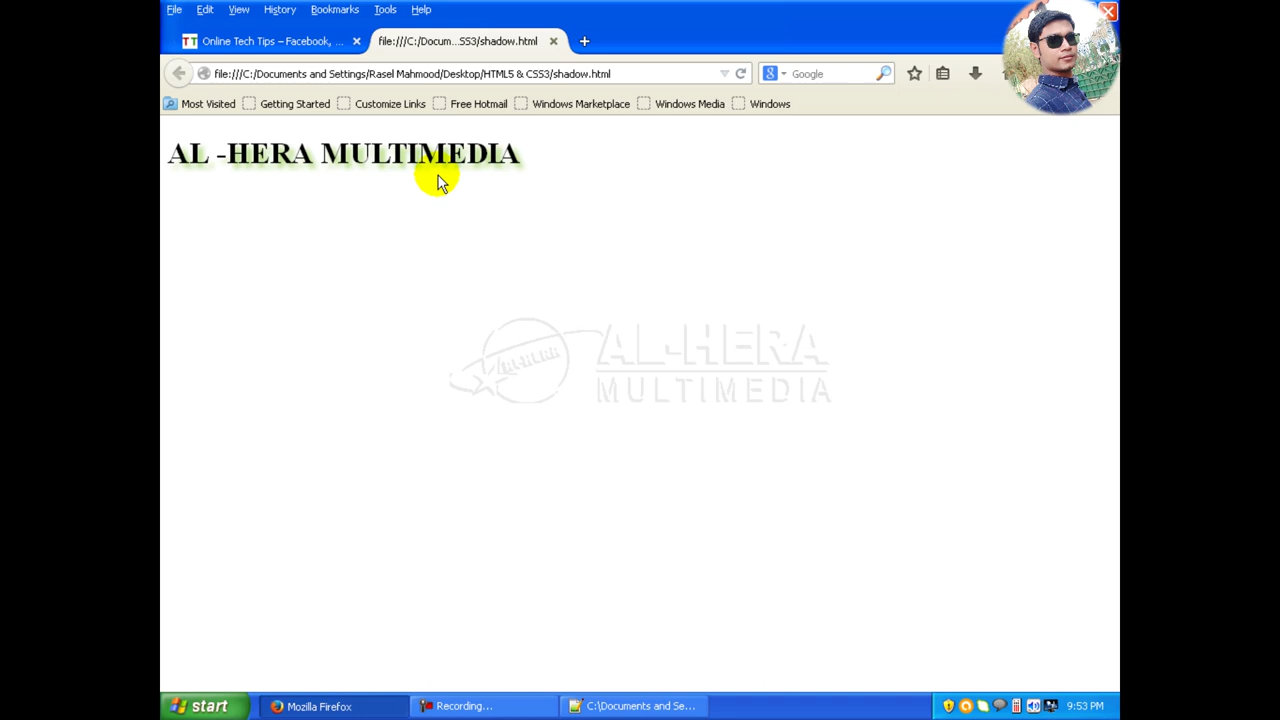 File Edit View History Bookmarks Tools Help
TT Online Tech Tips – Facebook, ... file:///C:/Docum...SS3/shadow.html
file:///C:/Documents and Settings/Rasel Mahmood/Desktop/HTML5 & CSS3/shadow.html Google
Most Visited Getting Started Customize Links Free Hotmail Windows Marketplace Windows Media Windows
AL -HERA MULTIMEDIA
AL-HERA
AL-HERA
MULTIMEDIA
start Mozilla Firefox Recording... C:\Documents and Se... 9:53 PM